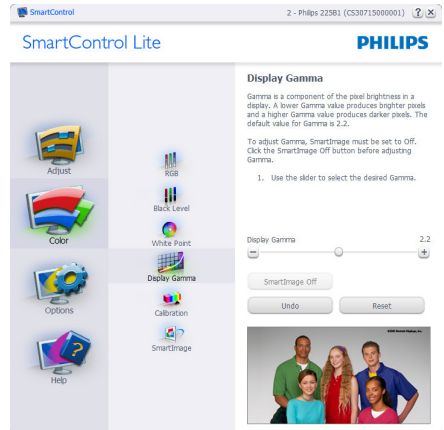 SmartControl
2 - Philips 225B1 (CS30715000001)
SmartControl Lite
PHILIPS
Adjust
Color
Options
Help
RGB
Black Level
White Point
Display Gamma
Calibration
SmartImage
Display Gamma
Gamma is a component of the pixel brightness in a
display. A lower Gamma value produces brighter pixels
and a higher Gamma value produces darker pixels. The
default value for Gamma is 2.2.
To adjust Gamma, SmartImage must be set to Off.
Click the SmartImage Off button before adjusting
Gamma.
1. Use the slider to select the desired Gamma.
Display Gamma 2.2
SmartImage Off
Undo Reset